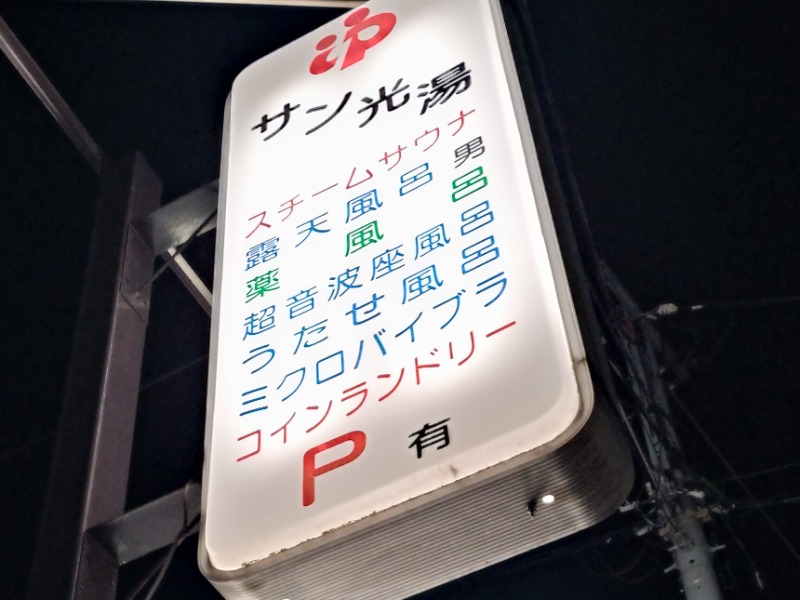 サン光湯
スチームサウナ
露天風呂 男
薬風呂
超音波座風呂
うたせ風呂
ミクロバイブラ
コインランドリー
P 有